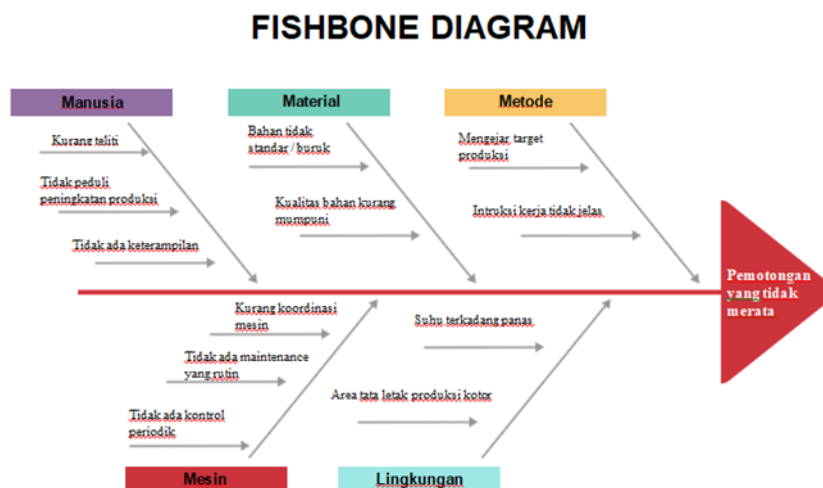 FISHBONE DIAGRAM
Manusia
Material
Metode
Kurang teliti
Tidak peduli
peningkatan produksi
Tidak ada keterampilan
Bahan tidak
standar / buruk
Kualitas bahan kurang
mumpuni
Mengejar target
produksi
Intruksi kerja tidak jelas
Pemotongan
yang tidak
merata
Kurang koordinasi
mesin
Tidak ada maintenance
yang rutin
Tidak ada kontrol
periodik
Suhu terkadang panas
Area tata letak produksi kotor
Mesin
Lingkungan